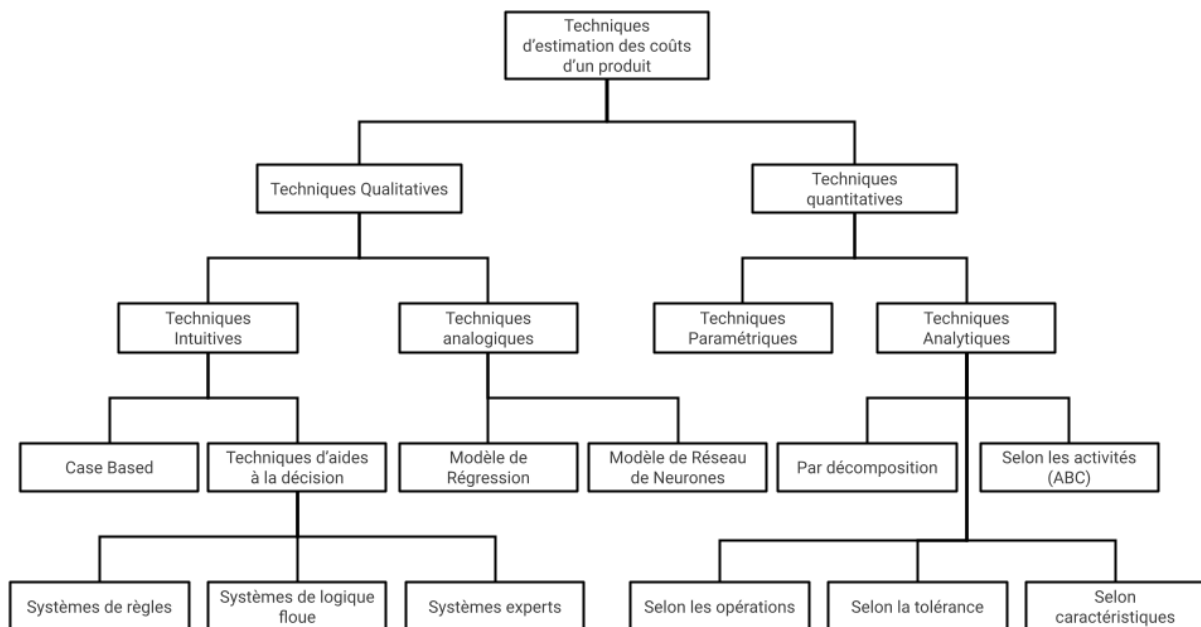 Techniques
d'estimation des coûts
d'un produit
Techniques Qualitatives
Techniques
quantitatives
Techniques
Intuitives
Techniques
analogiques
Techniques
Paramétriques
Techniques
Analytiques
Case Based
Techniques d'aides
à la décision
Modèle de
Régression
Modèle de Réseau
de Neurones
Par décomposition
Selon les activités
(ABC)
Systèmes de règles
Systèmes de logique
floue
Systèmes experts
Selon les opérations
Selon la tolérance
Selon
caractéristiques